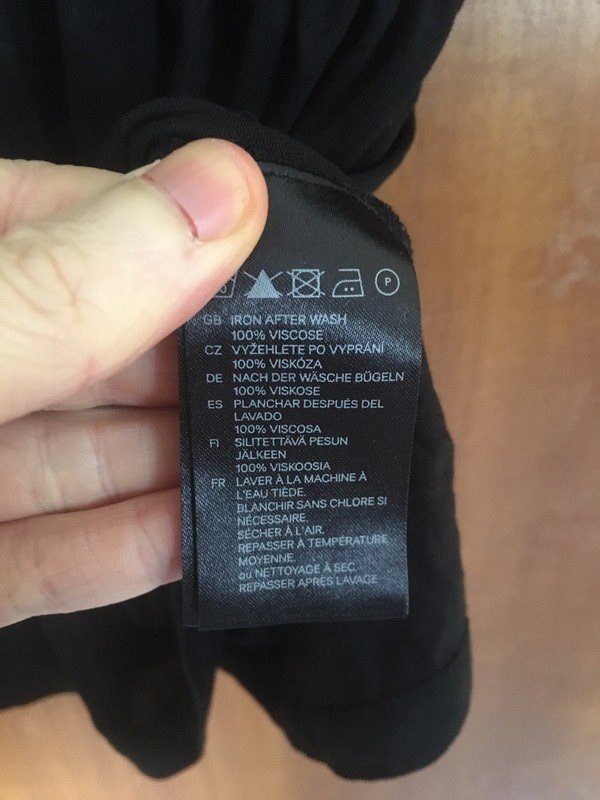 P
GB IRON AFTER WASH
100% VISCOSE
CZ VYŽEHLETE PO VYPRÁNÍ
100% VISKÓZA
DE NACH DER WÄSCHE BÜGELN
100% VISKOSE
ES PLANCHAR DESPUÉS DEL
LAVADO
100% VISCOSA
FI SILITETTÄVÄ PESUN
JÄLKEEN
100% VISKOOSIA
FR LAVER À LA MACHINE À
L'EAU TIÈDE.
BLANCHIR SANS CHLORE SI
NÉCESSAIRE.
SÉCHER À L'AIR.
REPASSER À TEMPÉRATURE
MOYENNE
ou NETTOYAGE À SEC.
REPASSER APRÈS LAVAGE